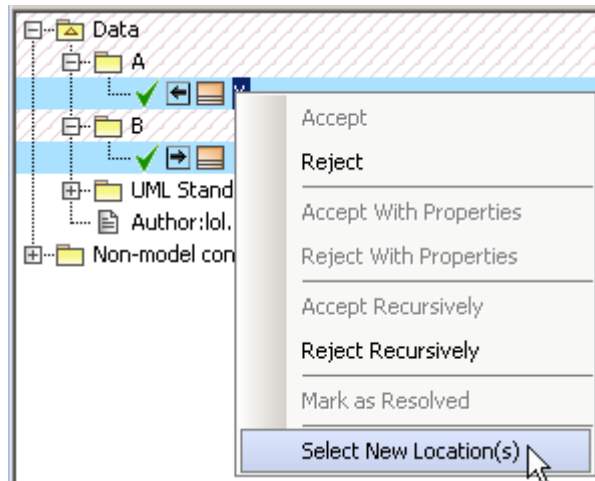 Data
A
B
UML Stand
Author:lol.
Non-model con
Accept
Reject
Accept With Properties
Reject With Properties
Accept Recursively
Reject Recursively
Mark as Resolved
Select New Location(s)